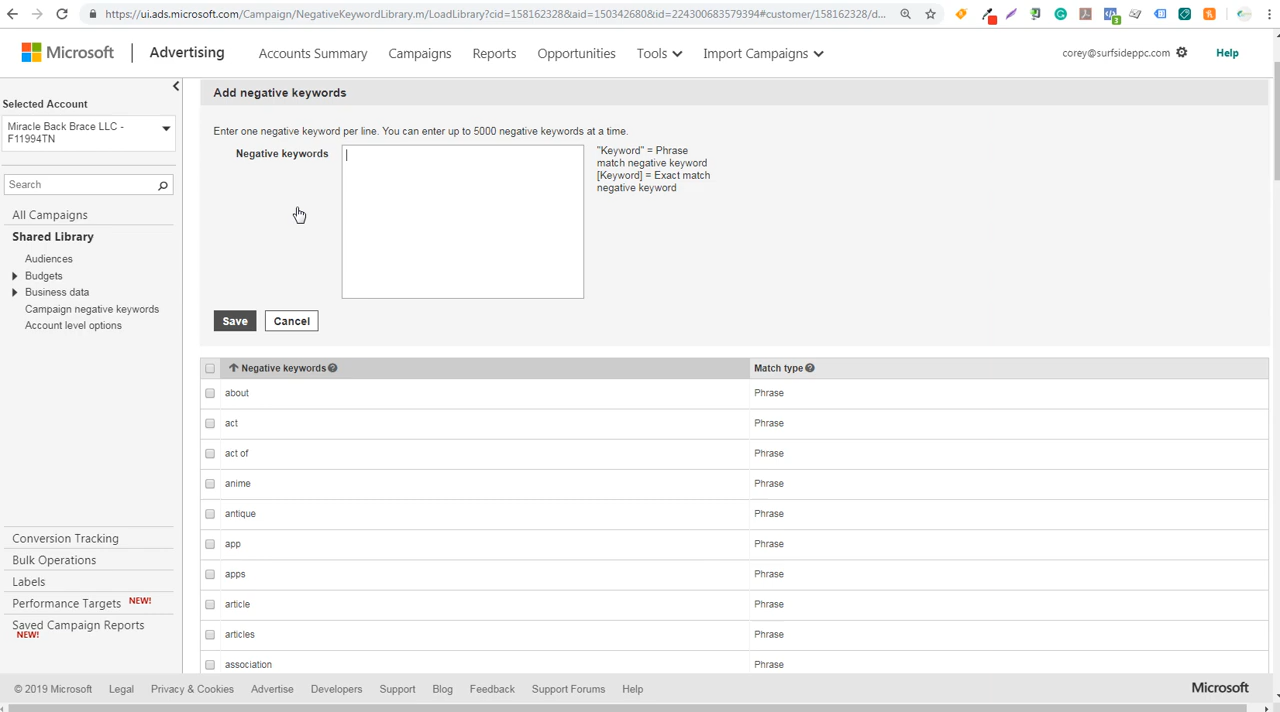 https://ui.ads.microsoft.com/Campaign/NegativeKeywordLibrary.m/LoadLibrary?cid=158162328&aid=150342680&id=224300683579394#customer/158162328/d...
3
Microsoft
Advertising
Accounts Summary
Campaigns
Reports
Opportunities
Tools
Import Campaigns
corey@surfsideppc.com
Help
Selected Account
Miracle Back Brace LLC -
F11994TN
Search
All Campaigns
Shared Library
Audiences
Budgets
Business data
Campaign negative keywords
Account level options
Conversion Tracking
Bulk Operations
Labels
Performance Targets NEW!
Saved Campaign Reports
NEW!
Add negative keywords
Enter one negative keyword per line. You can enter up to 5000 negative keywords at a time.
Negative keywords
"Keyword" = Phrase
match negative keyword
[Keyword] = Exact match
negative keyword
Save
Cancel
Negative keywords
Match type
about Phrase
act Phrase
act of Phrase
anime Phrase
antique Phrase
app Phrase
apps Phrase
article Phrase
articles Phrase
association Phrase
© 2019 Microsoft
Legal
Privacy & Cookies
Advertise
Developers
Support
Blog
Feedback
Support Forums
Help
Microsoft